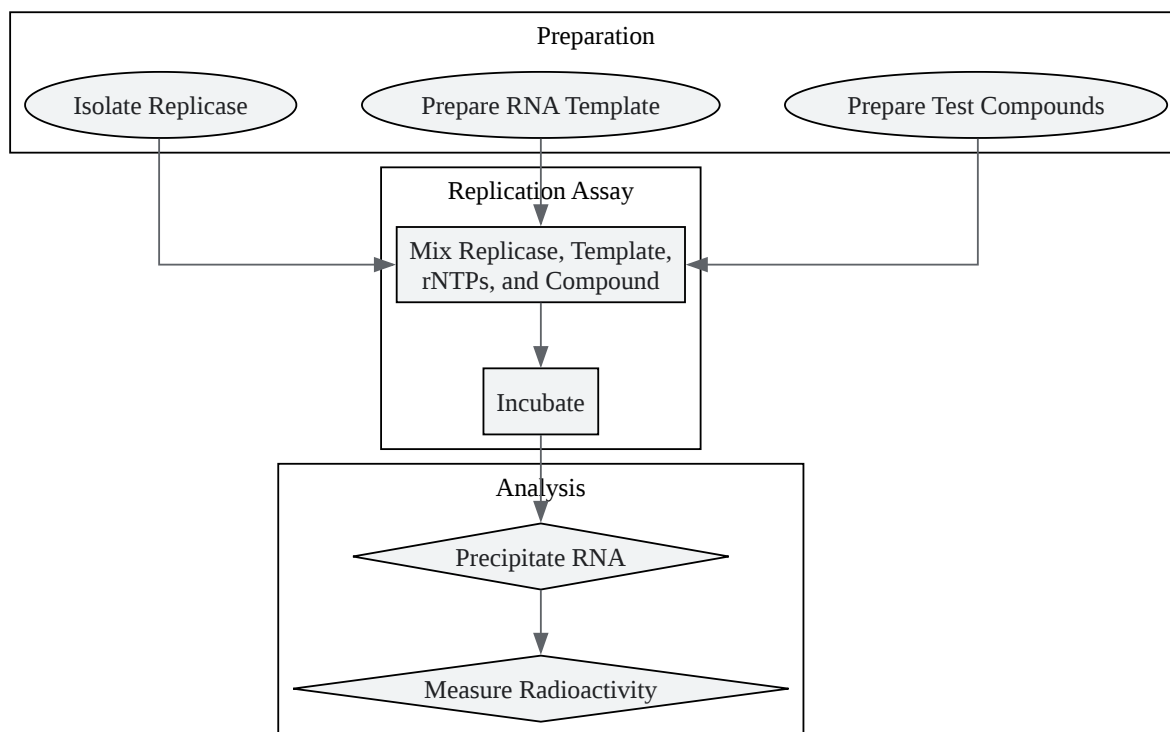 Preparation
Isolate Replicase
Prepare RNA Template
Prepare Test Compounds
Replication Assay
Mix Replicase, Template,
rNTPs, and Compound
Incubate
Analysis
Precipitate RNA
Measure Radioactivity